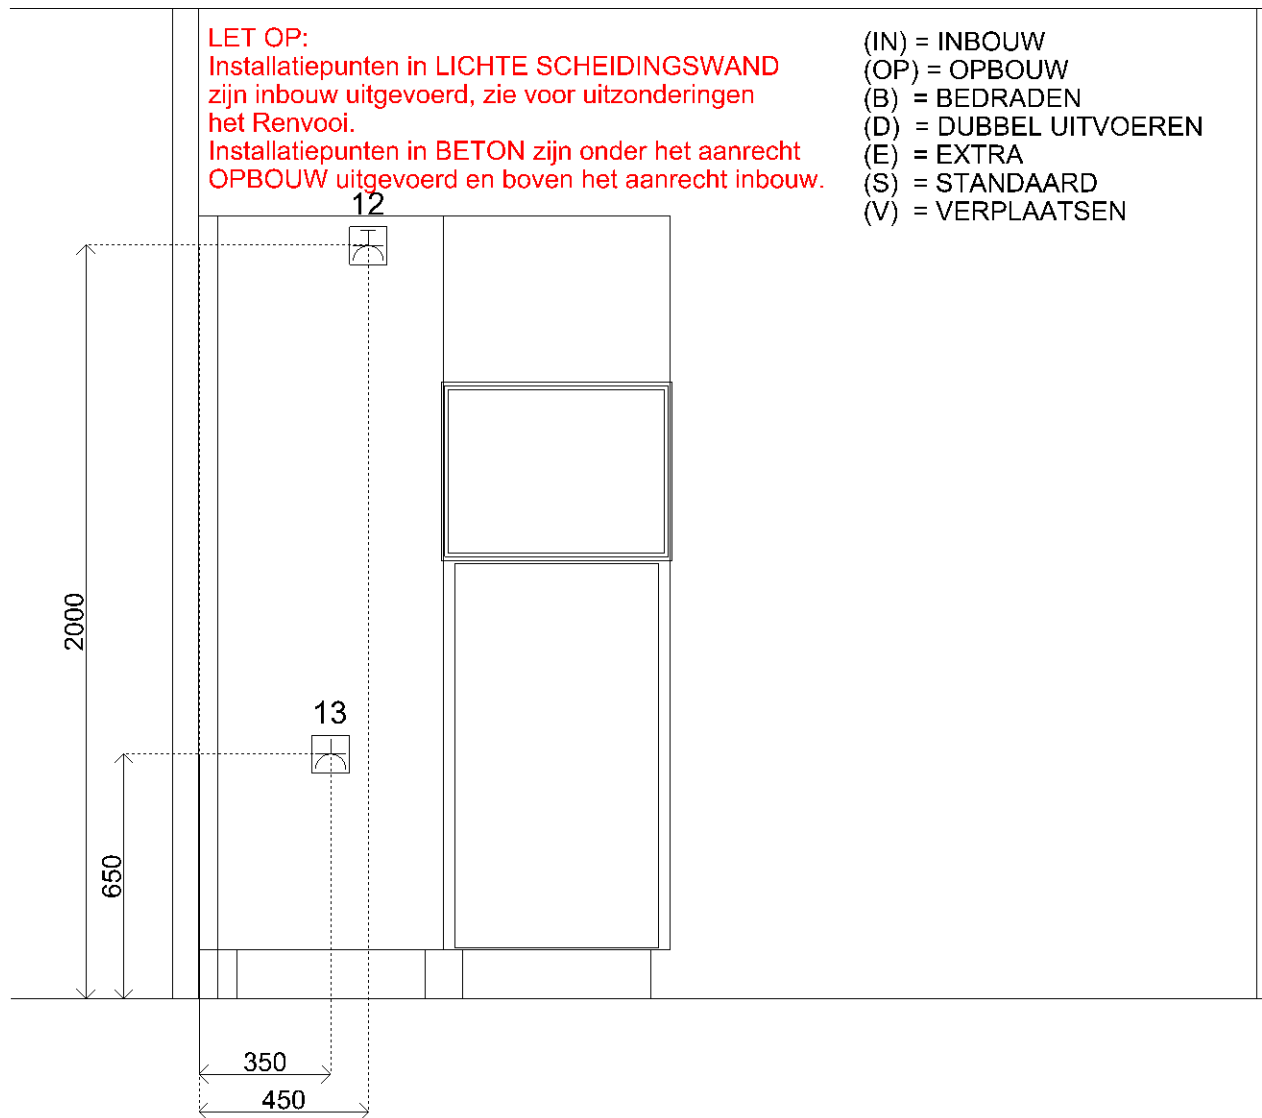 LET OP:
Installatiepunten in LICHTE SCHEIDINGSWAND
zijn inbouw uitgevoerd, zie voor uitzonderingen
het Renvooi.
Installatiepunten in BETON zijn onder het aanrecht
OPBOUW uitgevoerd en boven het aanrecht inbouw.
(IN) = INBOUW
(OP) = OPBOUW
(B) = BEDRADEN
(D) = DUBBEL UITVOEREN
(E) = EXTRA
(S) = STANDAARD
(V) = VERPLAATSEN
12
2000
13
650
350
450